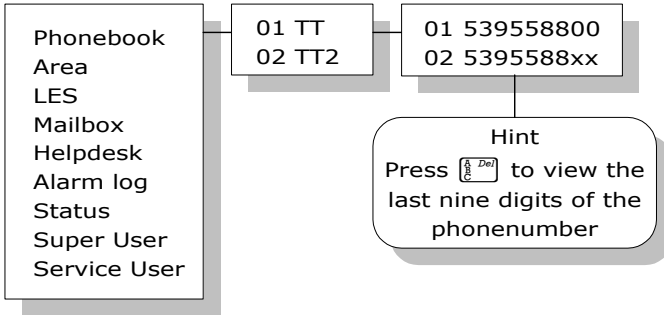 Phonebook
Area
LES
Mailbox
Helpdesk
Alarm log
Status
Super User
Service User
01 TT
02 TT2
01 539558800
02 5395588xx
Hint
Press A B C Del to view the
last nine digits of the
phonenumber